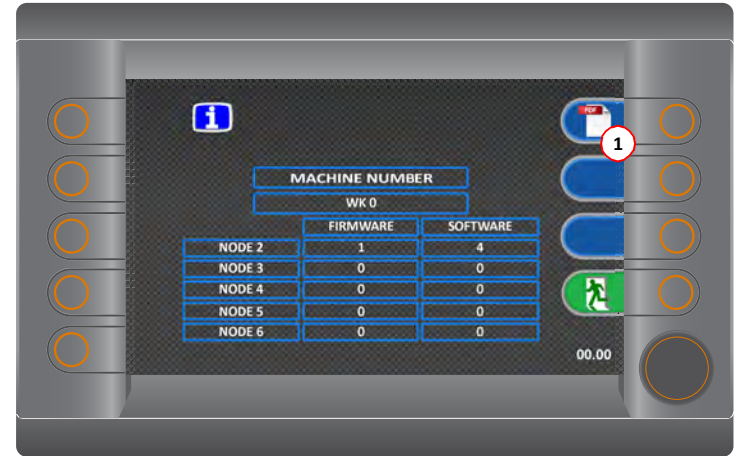 PDF
1
MACHINE NUMBER
WK 0
FIRMWARE SOFTWARE
NODE 2 1 4
NODE 3 0 0
NODE 4 0 0
NODE 5 0 0
NODE 6 0 0
00.00